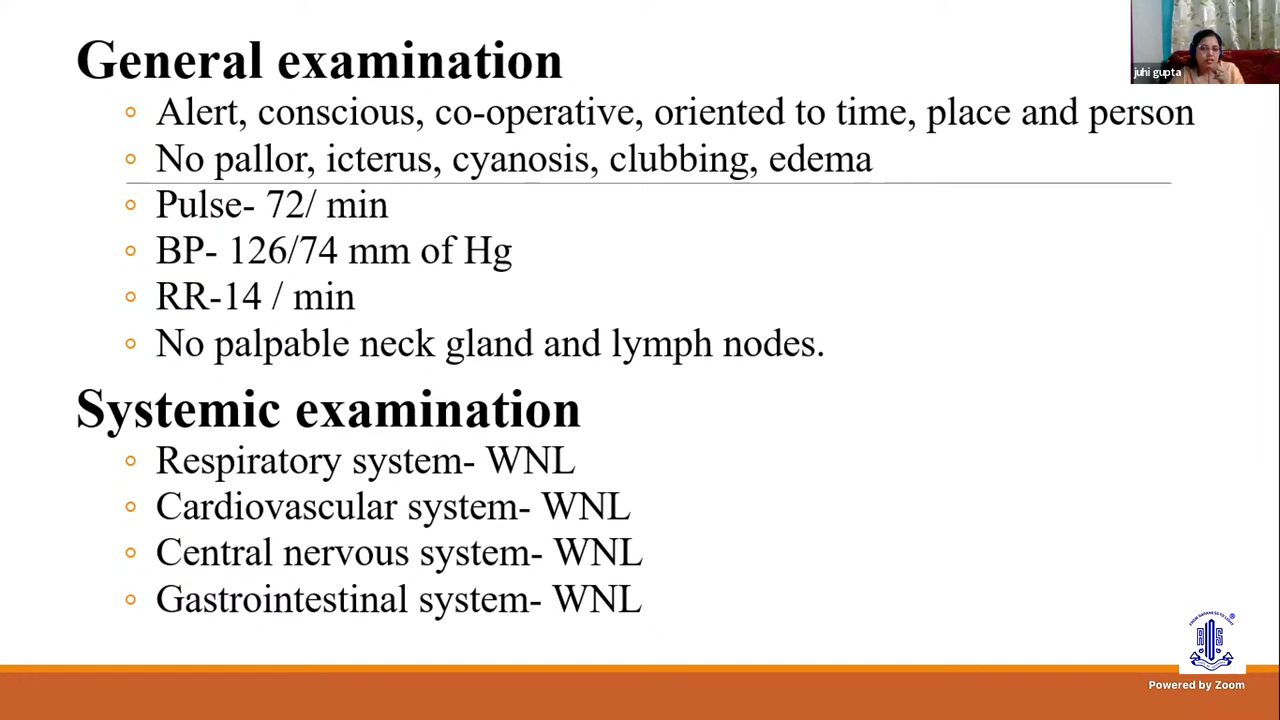 General examination
Alert, conscious, co-operative, oriented to time, place and person
No pallor, icterus, cyanosis, clubbing, edema
Pulse- 72/ min
BP- 126/74 mm of Hg
RR-14 / min
No palpable neck gland and lymph nodes.
Systemic examination
Respiratory system- WNL
Cardiovascular system- WNL
Central nervous system- WNL
Gastrointestinal system- WNL
juhi gupta
Powered by Zoom